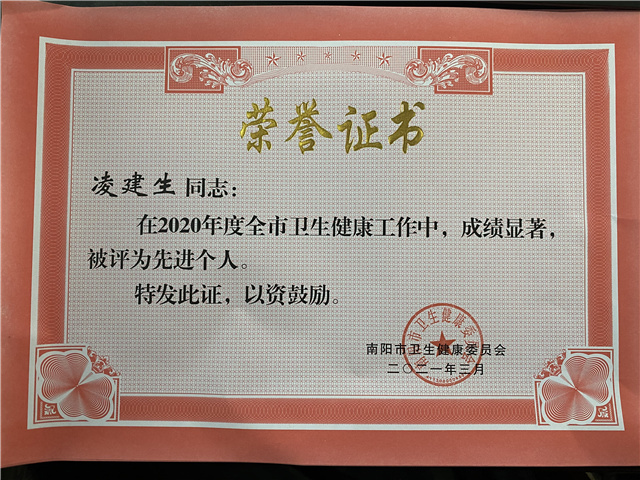 荣誉证书
凌建生 同志：
在2020年度全市卫生健康工作中，成绩显著，
被评为先进个人。
特发此证，以资鼓励。
南阳市卫生健康委员会
二〇二一年三月